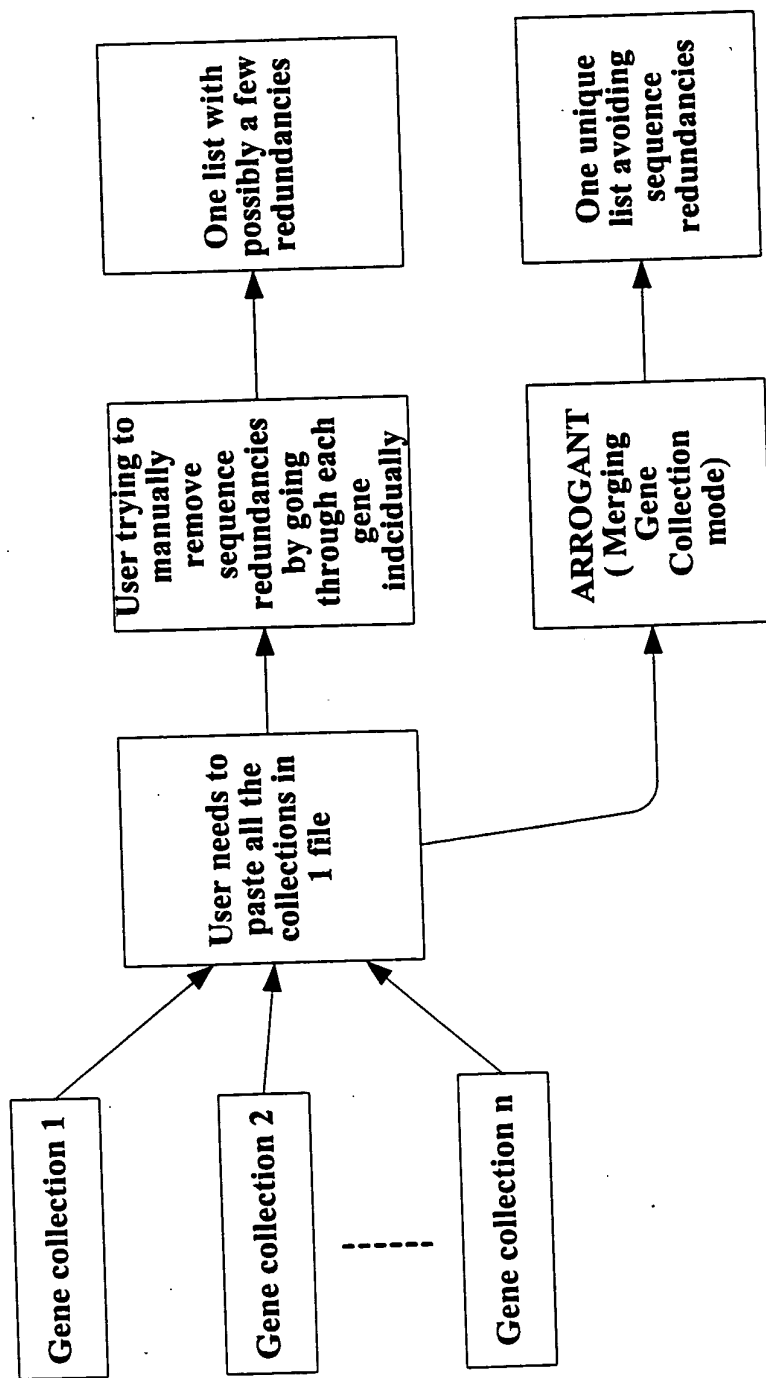 Gene collection 1
Gene collection 2
Gene collection n
User needs to
paste all the
collections in
1 file
User trying to
manually
remove
sequence
redundancies
by going
through each
gene
indcidually
One list with
possibly a few
redundancies
ARROGANT
( Merging
Gene
Collection
mode)
One unique
list avoiding
sequence
redundancies